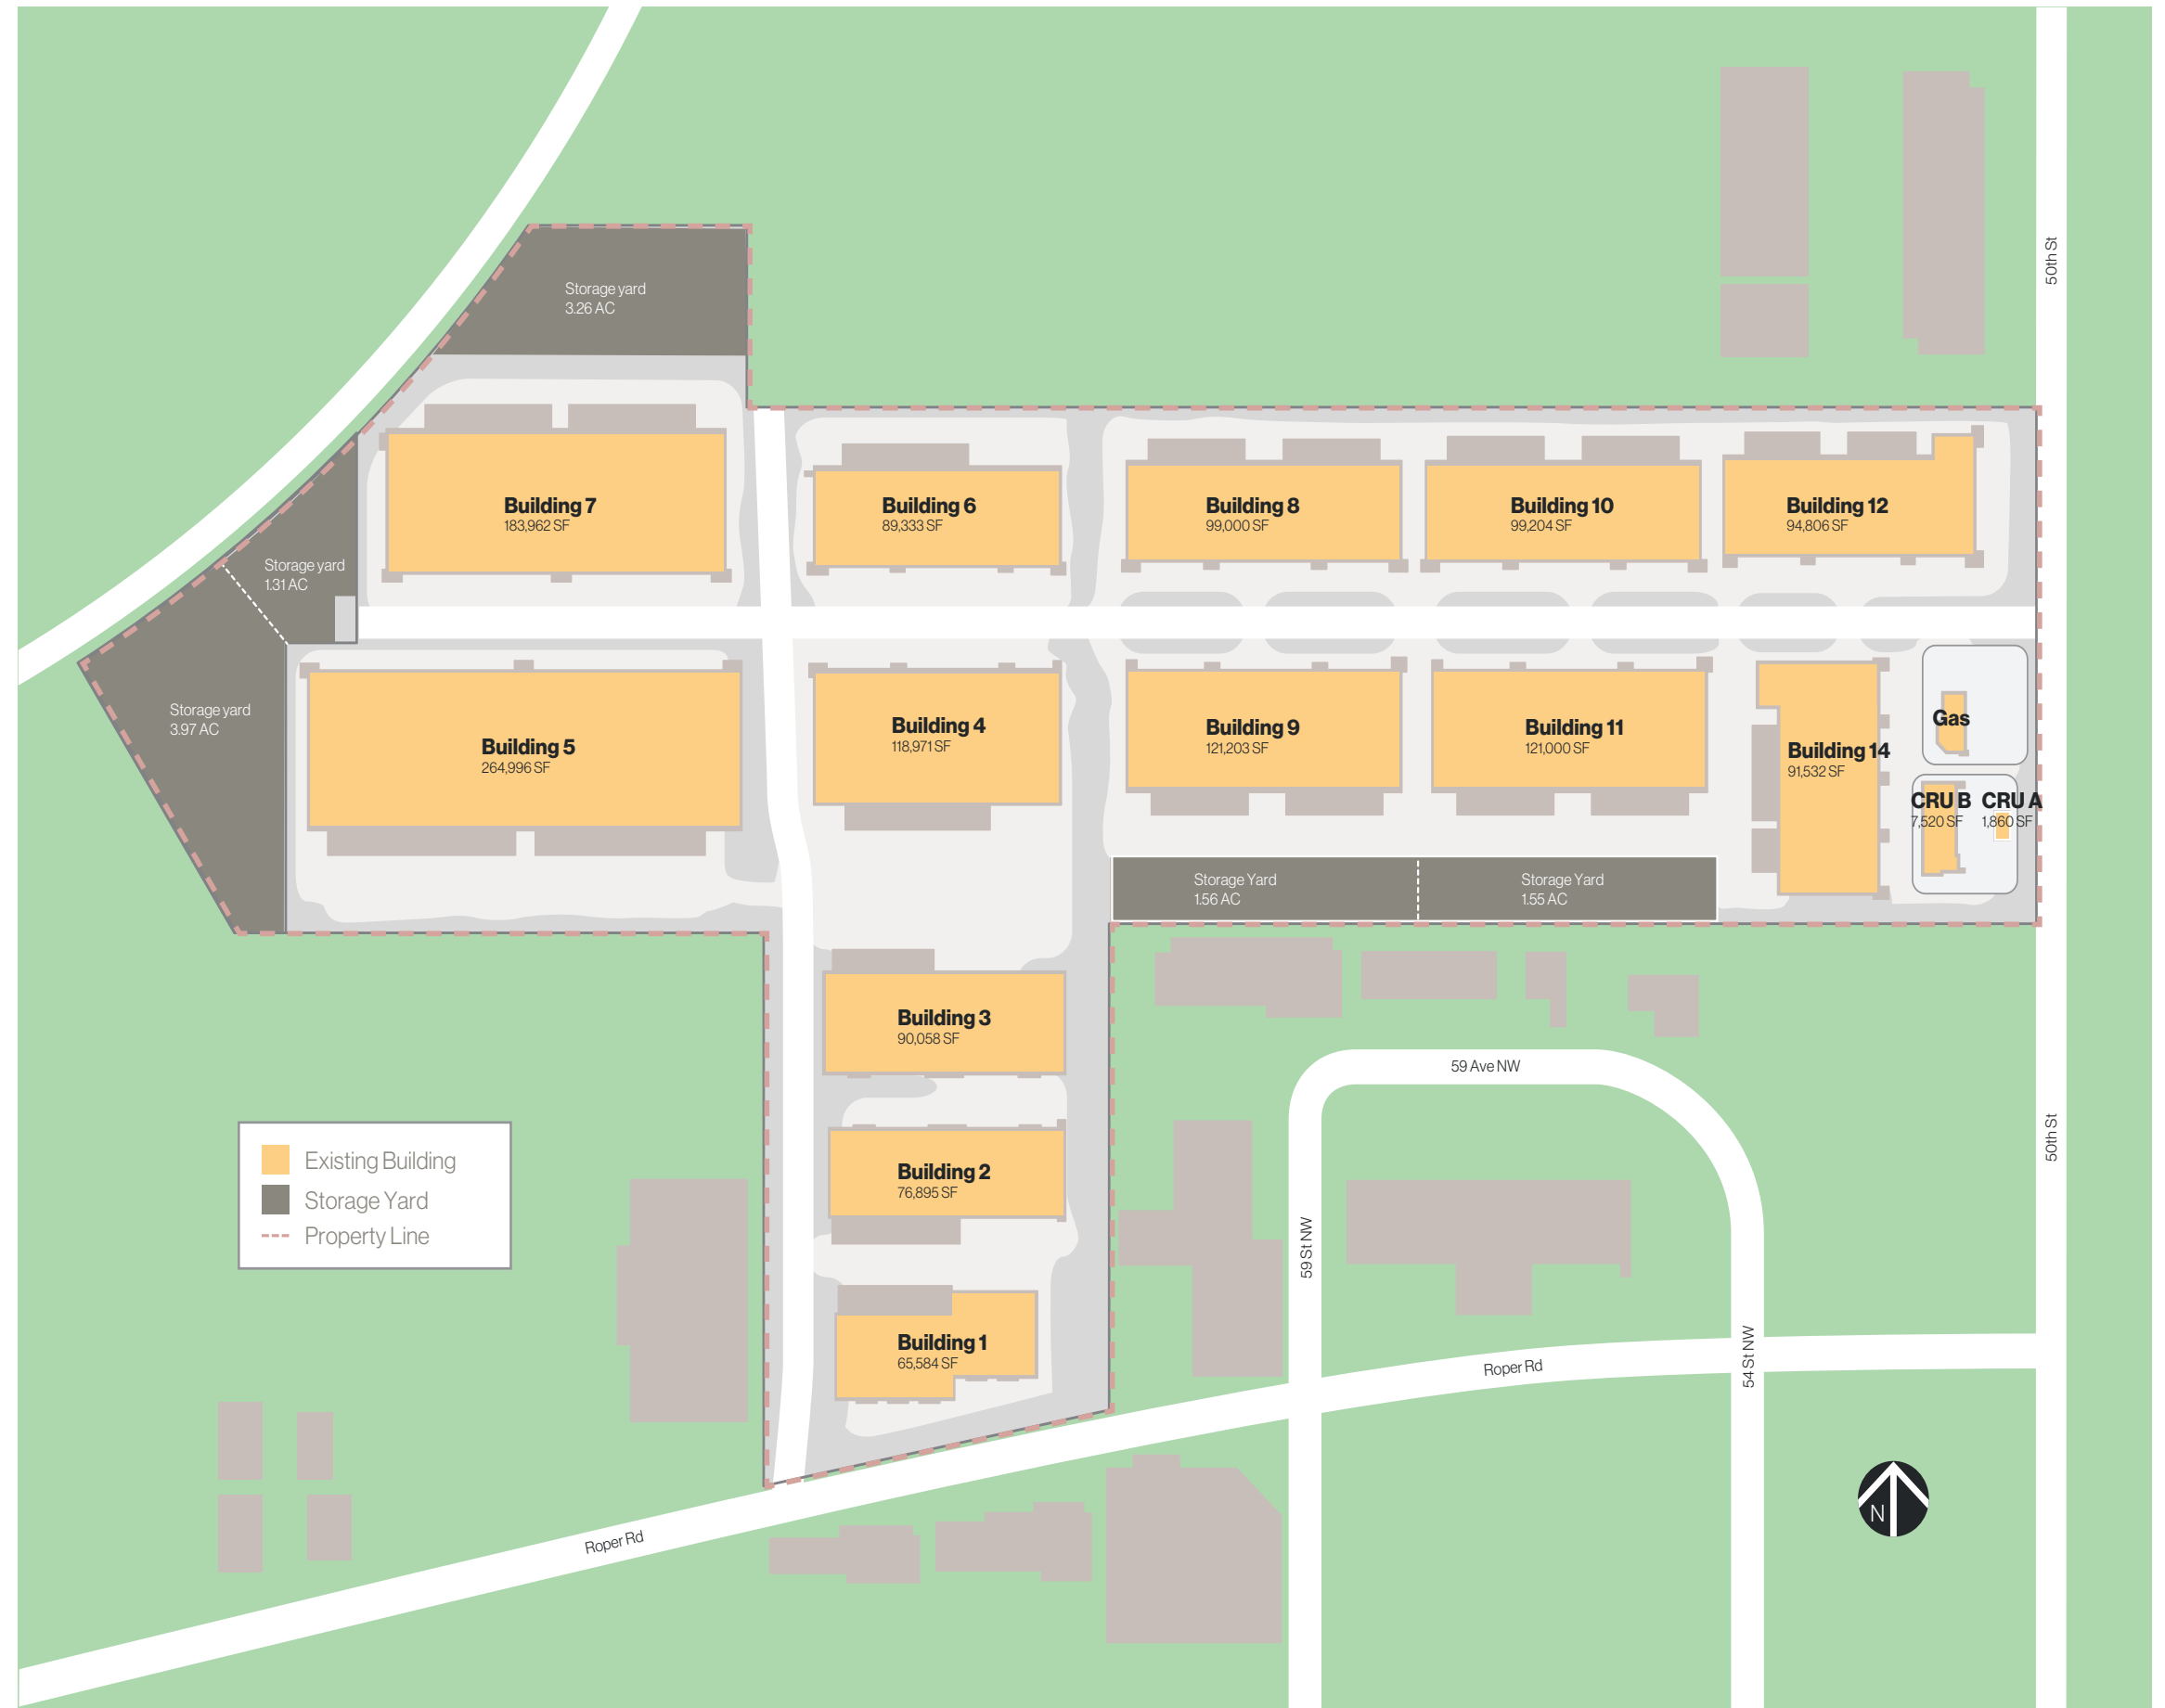 50th St
Storage yard
3.26 AC
Building 7
183,962 SF
Building 6
89,333 SF
Building 8
99,000 SF
Building 10
99,204 SF
Building 12
94,806 SF
Storage yard
1.31 AC
Storage yard
3.97 AC
Building 5
264,996 SF
Building 4
118,971 SF
Building 9
121,203 SF
Building 11
121,000 SF
Building 14
91,532 SF
Gas
CRU B
7,520 SF
CRU A
1,860 SF
Storage Yard
1.56 AC
Storage Yard
1.55 AC
Building 3
90,058 SF
59 Ave NW
50th St
Existing Building
Storage Yard
Property Line
Building 2
76,895 SF
59 St NW
Building 1
65,584 SF
Roper Rd
54 St NW
N
Roper Rd